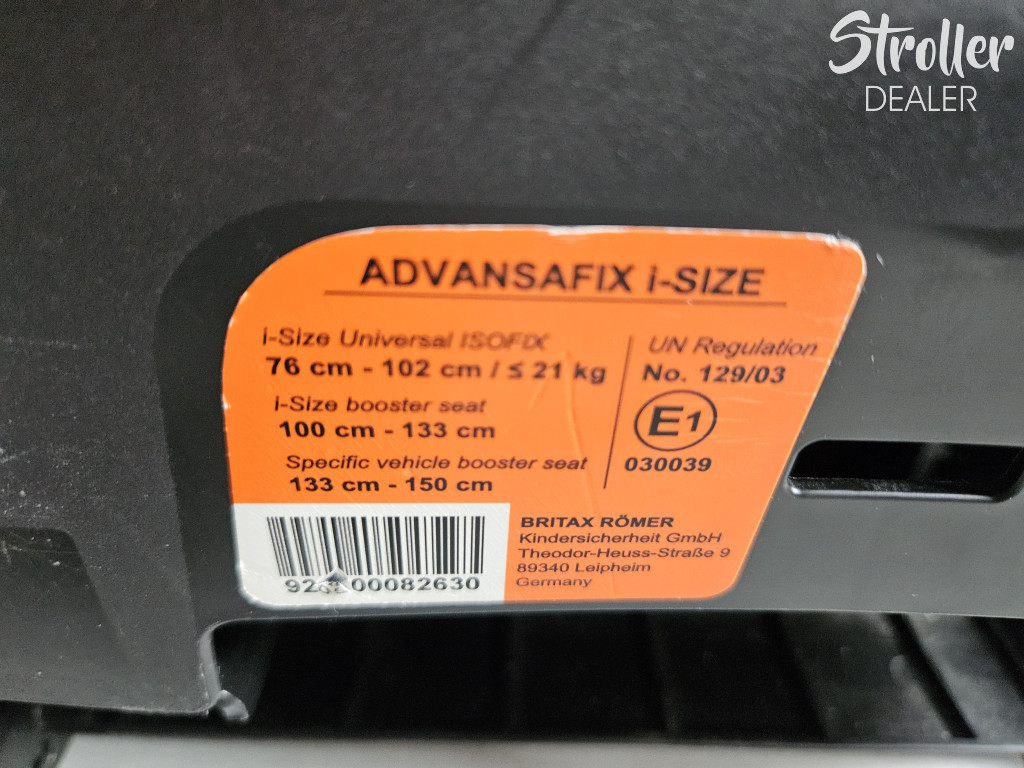 Stroller
DEALER
ADVANSAFIX i-SIZE
i-Size Universal ISOFIX
76 cm - 102 cm / ≤ 21 kg
i-Size booster seat
100 cm - 133 cm
Specific vehicle booster seat
133 cm - 150 cm
UN Regulation
No. 129/03
E1
030039
BRITAX RÖMER
Kindersicherheit GmbH
Theodor-Heuss-Straße 9
89340 Leipheim
Germany